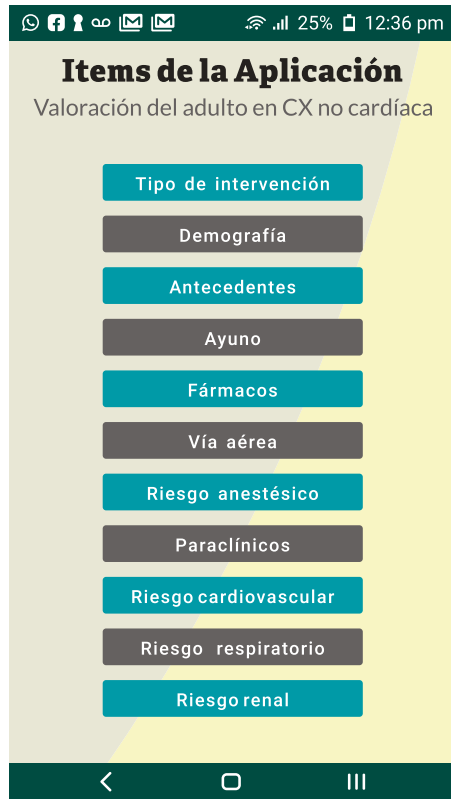 25% 12:36 pm
Items de la Aplicación
Valoración del adulto en CX no cardíaca
Tipo de intervención
Demografía
Antecedentes
Ayuno
Fármacos
Vía aérea
Riesgo anestésico
Paraclínicos
Riesgo cardiovascular
Riesgo respiratorio
Riesgo renal